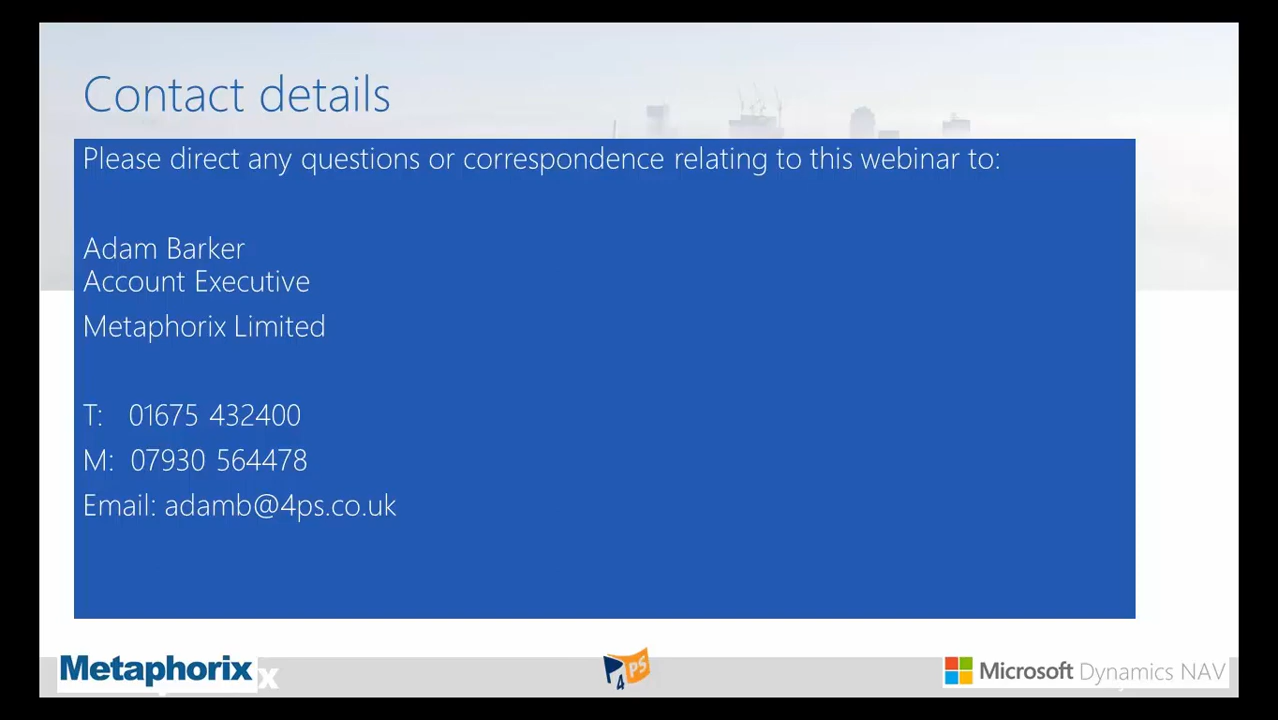 Contact details
Please direct any questions or correspondence relating to this webinar to:
Adam Barker
Account Executive
Metaphorix Limited
T: 01675 432400
M: 07930 564478
Email: adamb@4ps.co.uk
Metaphorix
4PS
Microsoft Dynamics NAV